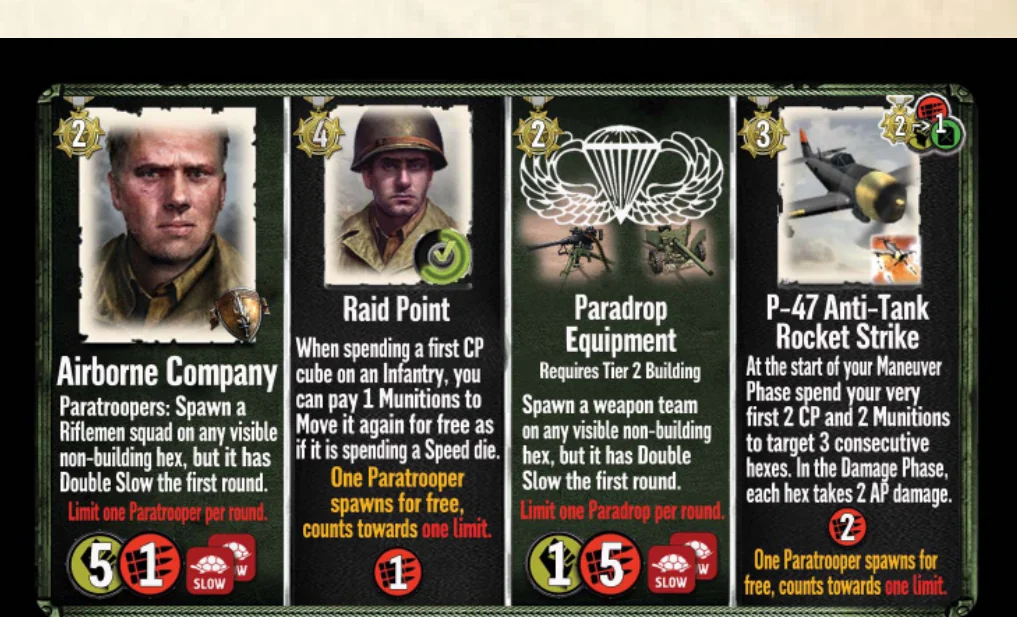 2
Airborne Company
Paratroopers: Spawn a
Riflemen squad on any visible
non-building hex, but it has
Double Slow the first round.
Limit one Paratrooper per round.
5 1 SLOW W
4
Raid Point
When spending a first CP
cube on an Infantry, you
can pay 1 Munitions to
Move it again for free as
if it is spending a Speed die.
One Paratrooper
spawns for free,
counts towards one limit.
1
2
Paradrop
Equipment
Requires Tier 2 Building
Spawn a weapon team
on any visible non-building
hex, but it has Double
Slow the first round.
Limit one Paradrop per round.
1 5 SLOW W
3
2 > 1
P-47 Anti-Tank
Rocket Strike
At the start of your Maneuver
Phase spend your very
first 2 CP and 2 Munitions
to target 3 consecutive
hexes. In the Damage Phase,
each hex takes 2 AP damage.
2
One Paratrooper spawns for
free, counts towards one limit.